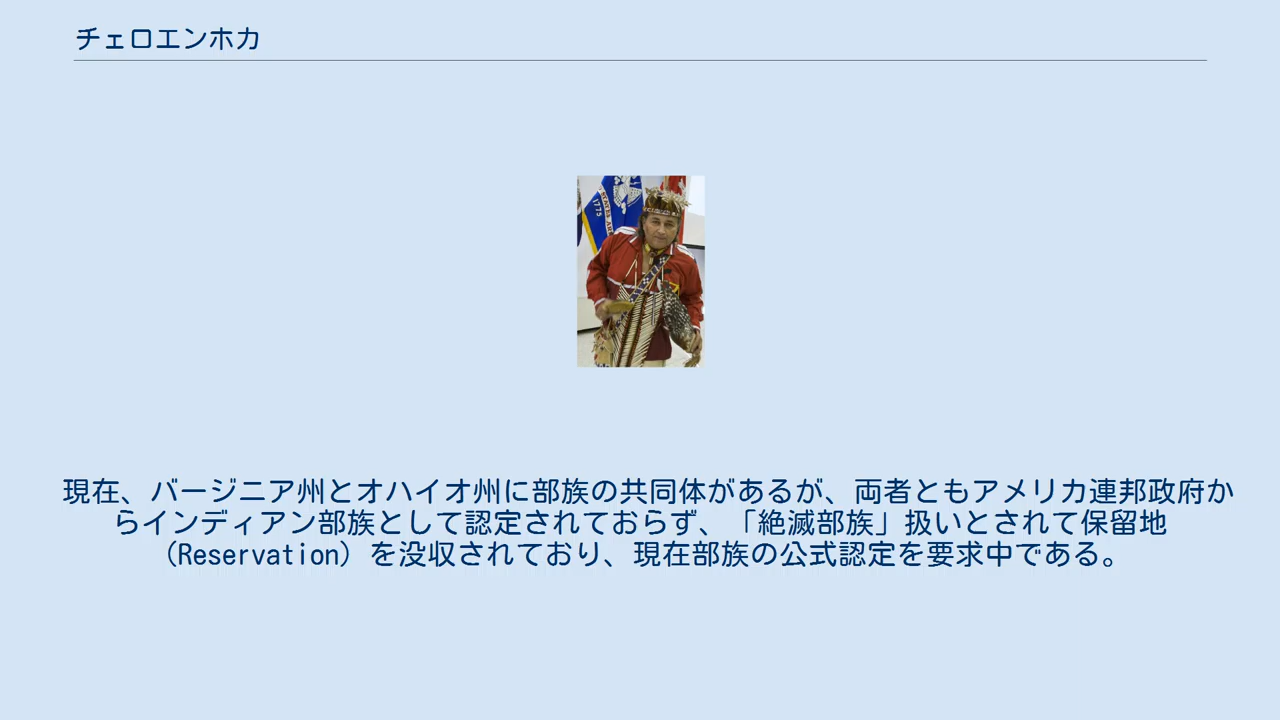 チェロエンホカ
STATES AR
1775
現在、バージニア州とオハイオ州に部族の共同体があるが、両者ともアメリカ連邦政府か
らインディアン部族として認定されておらず、「絶滅部族」扱いとされて保留地
（Reservation）を没収されており、現在部族の公式認定を要求中である。